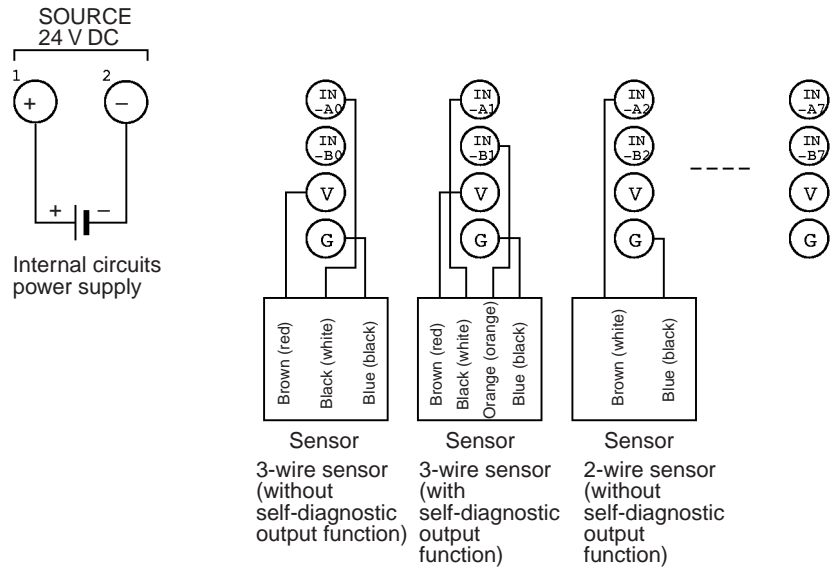 SOURCE
24 V DC
1 2
+ −
+ −
Internal circuits
power supply
IN
-A0
IN
-B0
V
G
IN
-A1
IN
-B1
V
G
IN
-A2
IN
-B2
V
G
IN
-A7
IN
-B7
V
G
Brown (red)
Black (white)
Blue (black)
Brown (red)
Black (white)
Orange (orange)
Blue (black)
Brown (white)
Blue (black)
Sensor
3-wire sensor
(without
self-diagnostic
output function)
Sensor
3-wire sensor
(with
self-diagnostic
output
function)
Sensor
2-wire sensor
(without
self-diagnostic
output
function)